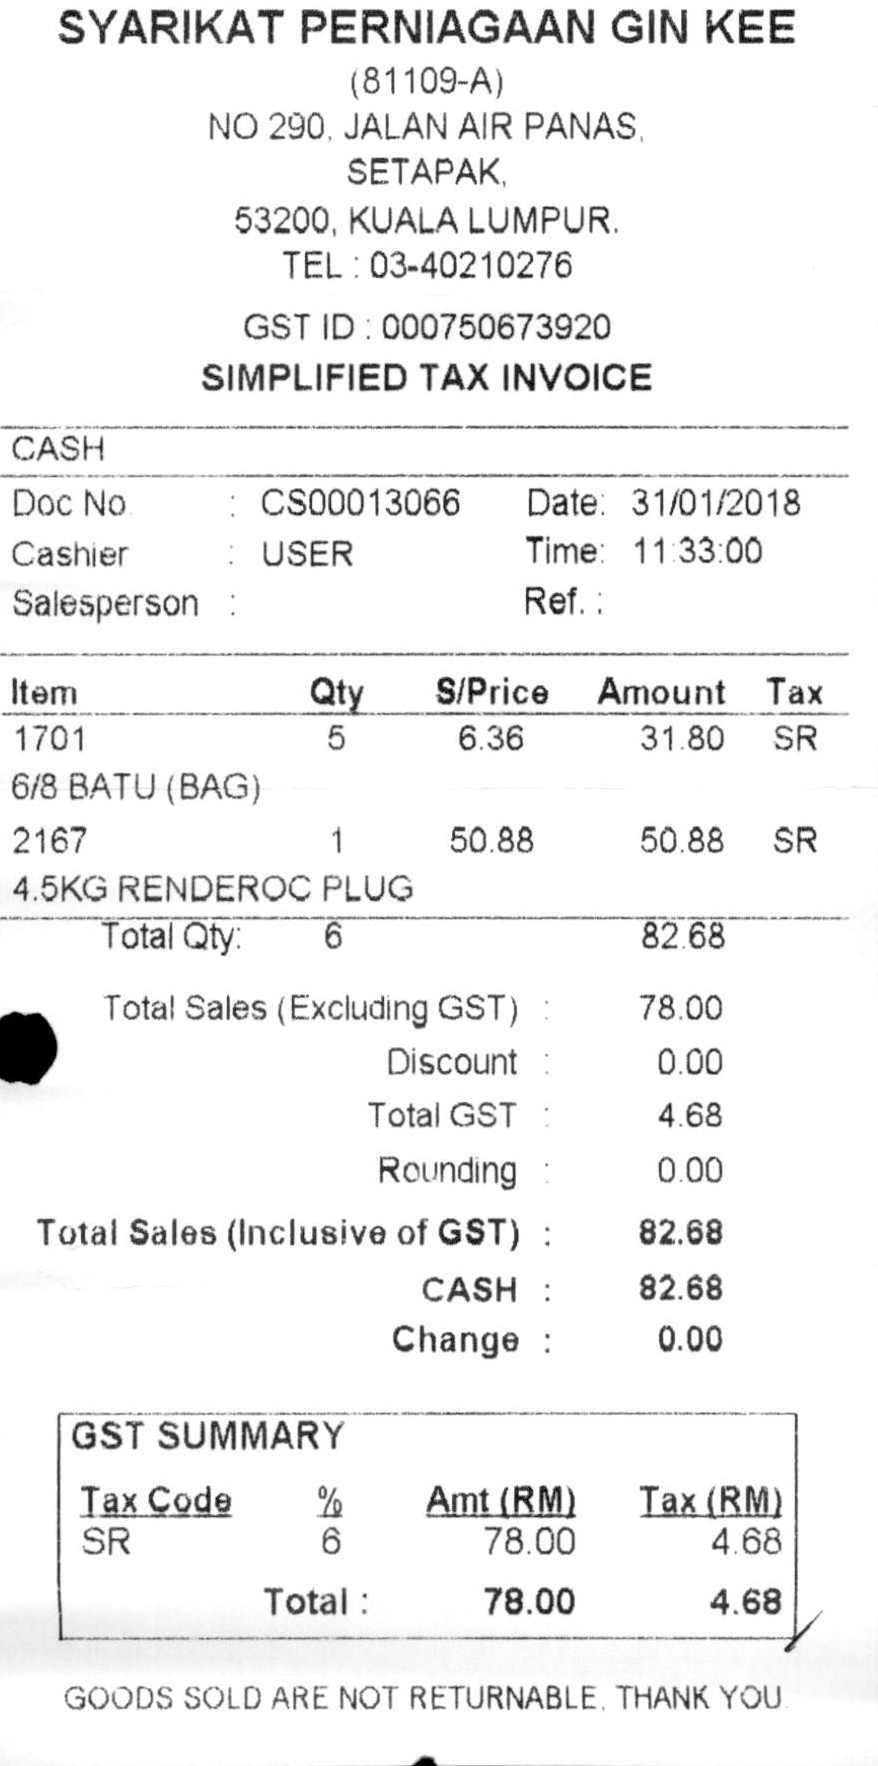 SYARIKAT PERNIAGAAN GIN KEE
(81109-A)
NO 290, JALAN AIR PANAS,
SETAPAK,
53200, KUALA LUMPUR.
TEL : 03-40210276
GST ID : 000750673920
SIMPLIFIED TAX INVOICE
CASH
Doc No. : CS00013066 Date: 31/01/2018
Cashier : USER Time: 11:33:00
Salesperson : Ref. :
Item Qty S/Price Amount Tax
1701 5 6.36 31.80 SR
6/8 BATU (BAG)
2167 1 50.88 50.88 SR
4.5KG RENDEROC PLUG
Total Qty: 6 82.68
Total Sales (Excluding GST) : 78.00
Discount : 0.00
Total GST : 4.68
Rounding : 0.00
Total Sales (Inclusive of GST) : 82.68
CASH : 82.68
Change : 0.00
GST SUMMARY
Tax Code % Amt (RM) Tax (RM)
SR 6 78.00 4.68
Total : 78.00 4.68
GOODS SOLD ARE NOT RETURNABLE, THANK YOU.